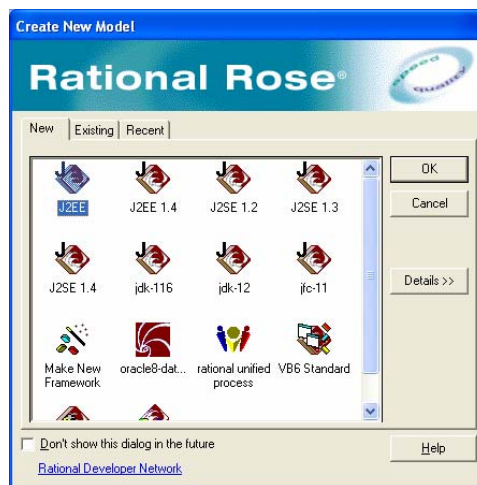 Create New Model
Rational Rose®
speed
quality
New Existing Recent
J2EE J2EE 1.4 J2SE 1.2 J2SE 1.3
J2SE 1.4 jdk-116 jdk-12 jfc-11
Make New Framework oracle8-dat... rational unified process VB6 Standard
OK
Cancel
Details >>
Don't show this dialog in the future
Help
Rational Developer Network